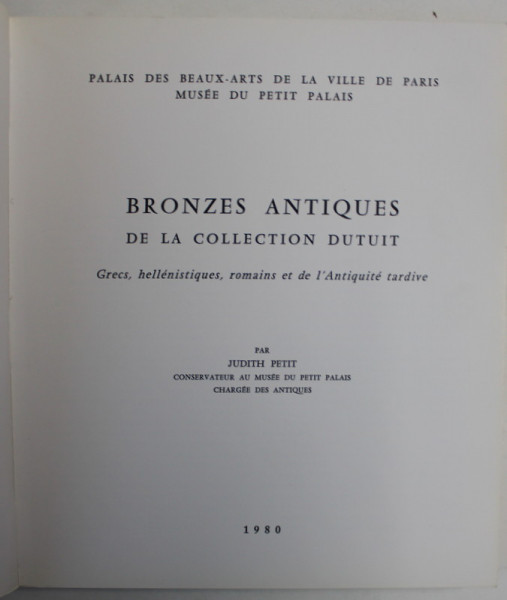 PALAIS DES BEAUX-ARTS DE LA VILLE DE PARIS
MUSÉE DU PETIT PALAIS
BRONZES ANTIQUES
DE LA COLLECTION DUTUIT
Grecs, hellénistiques, romains et de l'Antiquité tardive
PAR
JUDITH PETIT
CONSERVATEUR AU MUSÉE DU PETIT PALAIS
CHARGÉE DES ANTIQUES
1980